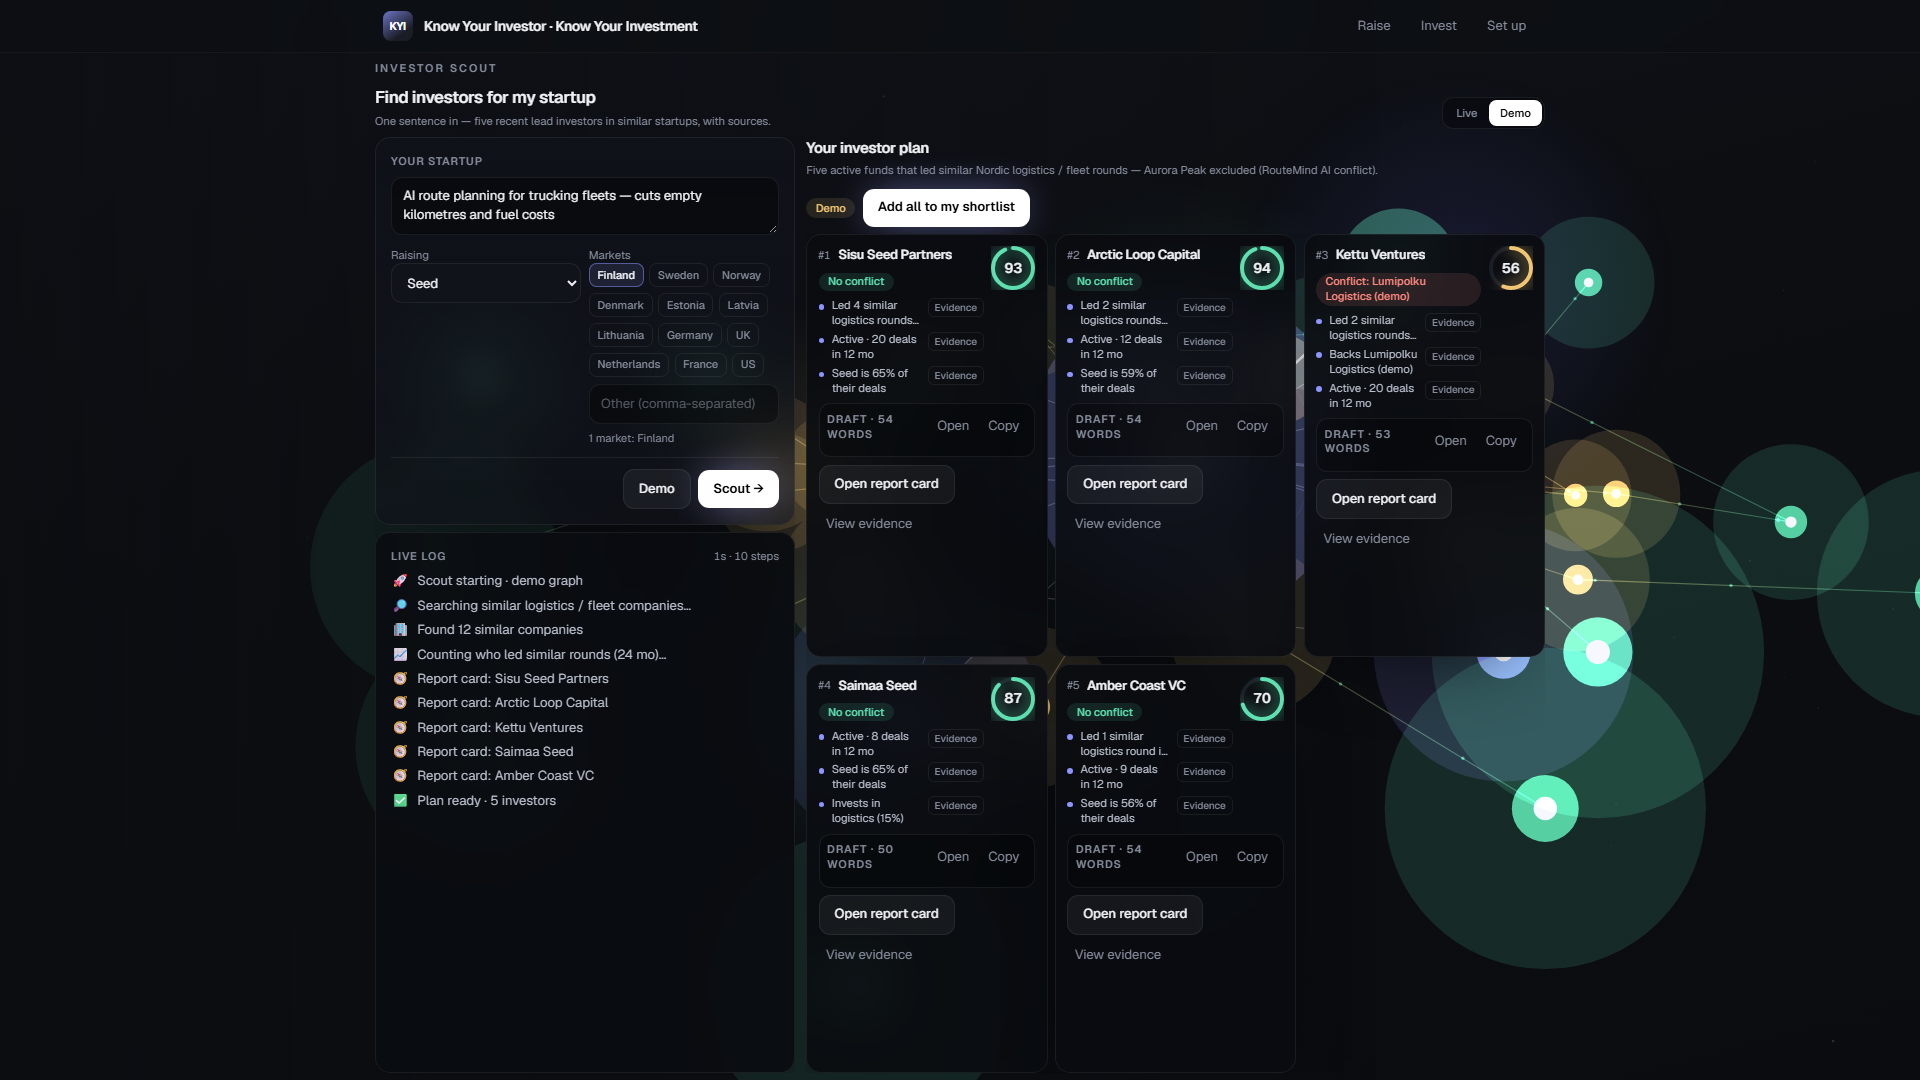 KYI
Know Your Investor · Know Your Investment
Raise
Invest
Set up
INVESTOR SCOUT
Find investors for my startup
One sentence in — five recent lead investors in similar startups, with sources.
Live
Demo
YOUR STARTUP
AI route planning for trucking fleets — cuts empty
kilometres and fuel costs
Raising
Seed
Markets
Finland
Sweden
Norway
Denmark
Estonia
Latvia
Lithuania
Germany
UK
Netherlands
France
US
Other (comma-separated)
1 market: Finland
Demo
Scout →
LIVE LOG
1s · 10 steps
Scout starting · demo graph
Searching similar logistics / fleet companies…
Found 12 similar companies
Counting who led similar rounds (24 mo)…
Report card: Sisu Seed Partners
Report card: Arctic Loop Capital
Report card: Kettu Ventures
Report card: Saimaa Seed
Report card: Amber Coast VC
Plan ready · 5 investors
Your investor plan
Five active funds that led similar Nordic logistics / fleet rounds — Aurora Peak excluded (RouteMind AI conflict).
Demo
Add all to my shortlist
#1 Sisu Seed Partners
93
No conflict
Led 4 similar
logistics rounds…
Evidence
Active · 20 deals
in 12 mo
Evidence
Seed is 65% of
their deals
Evidence
DRAFT · 54
WORDS
Open
Copy
Open report card
View evidence
#2 Arctic Loop Capital
94
No conflict
Led 2 similar
logistics rounds…
Evidence
Active · 12 deals
in 12 mo
Evidence
Seed is 59% of
their deals
Evidence
DRAFT · 54
WORDS
Open
Copy
Open report card
View evidence
#3 Kettu Ventures
56
Conflict: Lumipolku
Logistics (demo)
Led 2 similar
logistics rounds…
Evidence
Backs Lumipolku
Logistics (demo)
Evidence
Active · 20 deals
in 12 mo
Evidence
DRAFT · 53
WORDS
Open
Copy
Open report card
View evidence
#4 Saimaa Seed
87
No conflict
Active · 8 deals
in 12 mo
Evidence
Seed is 65% of
their deals
Evidence
Invests in
logistics (15%)
Evidence
DRAFT · 50
WORDS
Open
Copy
Open report card
View evidence
#5 Amber Coast VC
70
No conflict
Led 1 similar
logistics round i…
Evidence
Active · 9 deals
in 12 mo
Evidence
Seed is 56% of
their deals
Evidence
DRAFT · 54
WORDS
Open
Copy
Open report card
View evidence